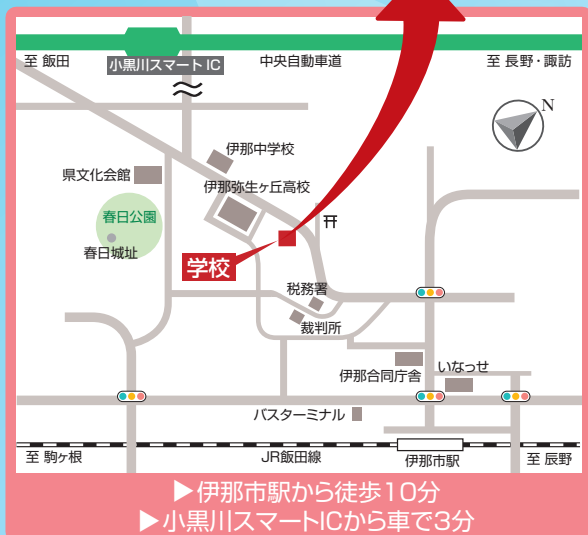 至 飯田
小黒川スマートIC
中央自動車道
至 長野・諏訪
N
伊那中学校
県文化会館
伊那弥生ヶ丘高校
春日公園
春日城址
学校
税務署
裁判所
伊那合同庁舎
いなっせ
バスターミナル
至 駒ヶ根
JR飯田線
伊那市駅
至 辰野
▶伊那市駅から徒歩10分
▶小黒川スマートICから車で3分